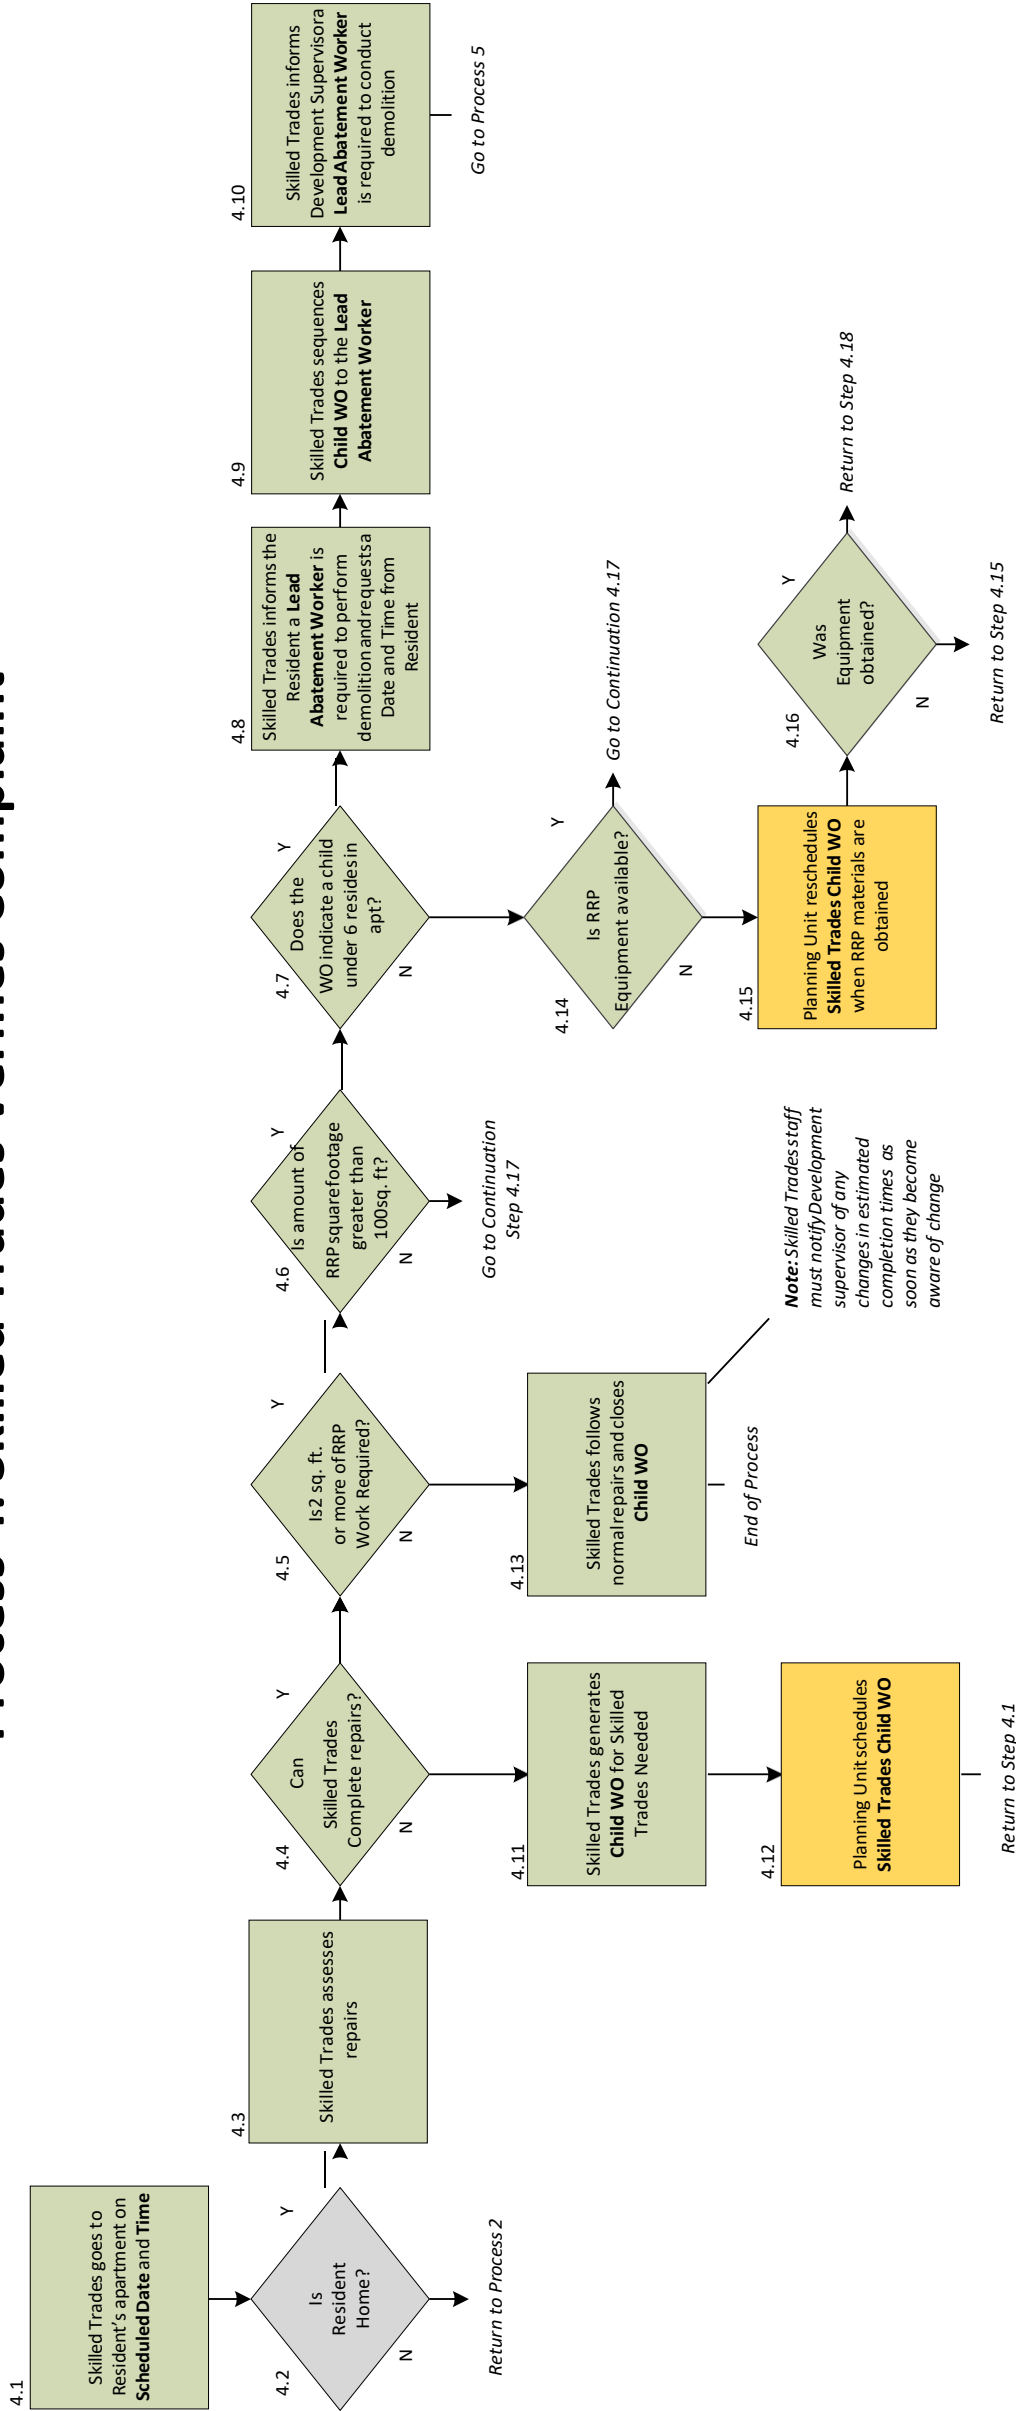 Process 4: Skilled Trades Verifies Complaint
4.1
Skilled Trades goes to
Resident's apartment on
Scheduled Date and Time
4.2
Is
Resident
Home?
Y
N
Return to Process 2
4.3
Skilled Trades assesses
repairs
4.4
Can
Skilled Trades
Complete repairs?
Y
N
4.5
Is 2 sq. ft.
or more of RRP
Work Required?
Y
N
4.6
Is amount of
RRP square footage
greater than
100 sq. ft?
Y
N
Go to Continuation
Step 4.17
4.7
Does the
WO indicate a child
under 6 resides in
apt?
Y
N
4.8
Skilled Trades informs the
Resident a Lead
Abatement Worker is
required to perform
demolition and requests a
Date and Time from
Resident
4.9
Skilled Trades sequences
Child WO to the Lead
Abatement Worker
4.10
Skilled Trades informs
Development Supervisor a
Lead Abatement Worker
is required to conduct
demolition
Go to Process 5
4.11
Skilled Trades generates
Child WO for Skilled
Trades Needed
4.12
Planning Unit schedules
Skilled Trades Child WO
Return to Step 4.1
4.13
Skilled Trades follows
normal repairs and closes
Child WO
End of Process
Note: Skilled Trades staff
must notify Development
supervisor of any
changes in estimated
completion times as
soon as they become
aware of change
4.14
Is RRP
Equipment available?
Y
N
Go to Continuation 4.17
4.15
Planning Unit reschedules
Skilled Trades Child WO
when RRP materials are
obtained
4.16
Was
Equipment
obtained?
Y
N
Return to Step 4.18
Return to Step 4.15